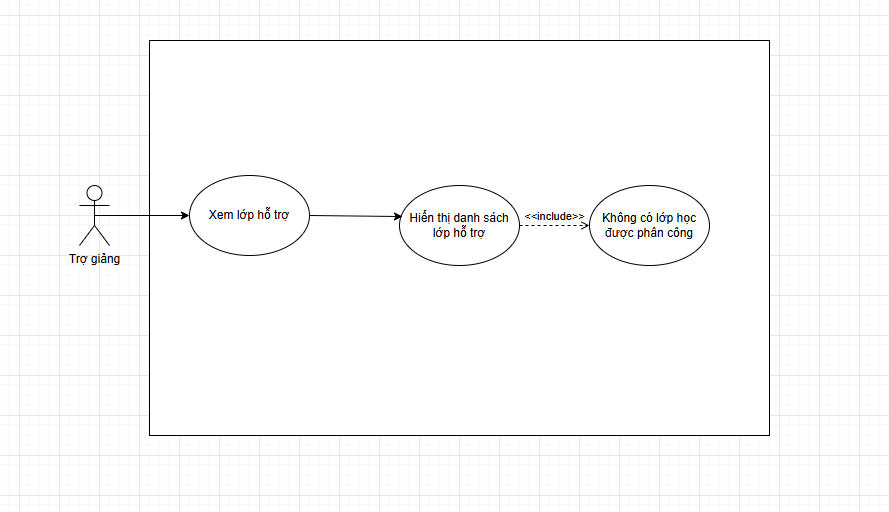 Xem lớp hỗ trợ
Hiển thị danh sách
lớp hỗ trợ
<<include>>
Không có lớp học
được phân công
Trợ giảng